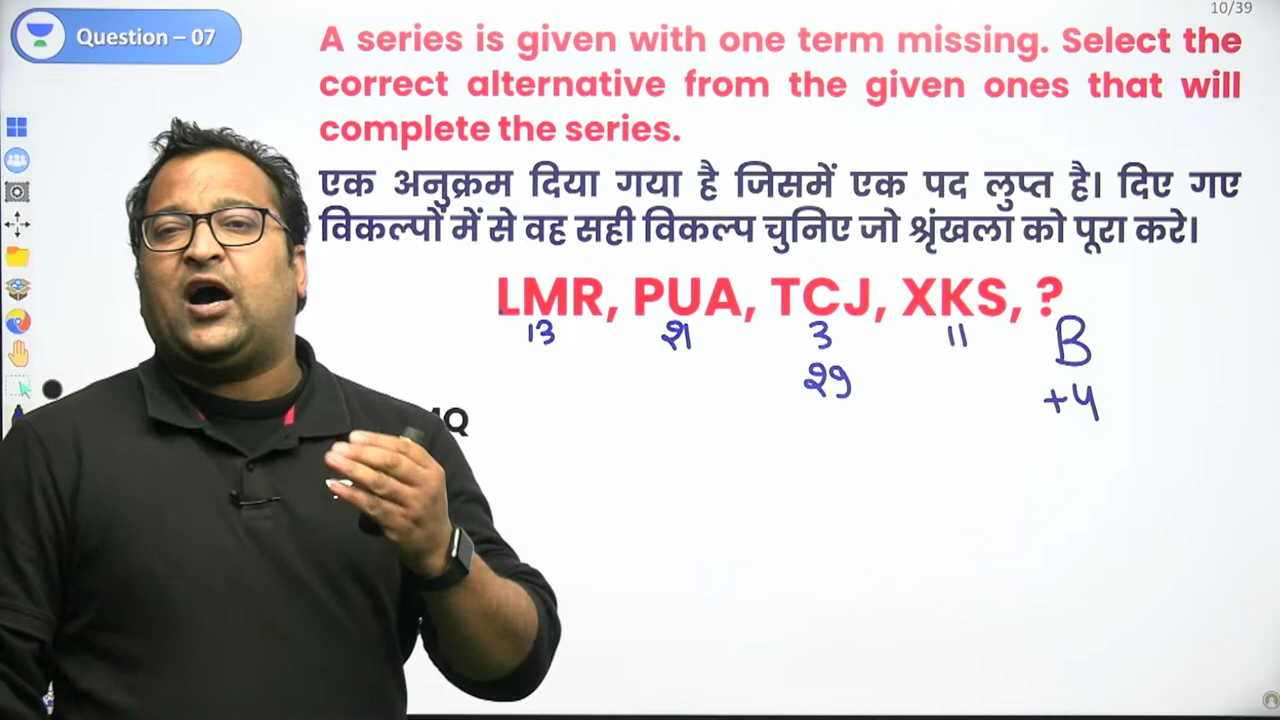 10/39
Question – 07
A series is given with one term missing. Select the
correct alternative from the given ones that will
complete the series.
एक अनुक्रम दिया गया है जिसमें एक पद लुप्त है। दिए गए
विकल्पों में से वह सही विकल्प चुनिए जो श्रृंखला को पूरा करे।
LMR, PUA, TCJ, XKS, ?
13 21 3 11 B
29 +4
MQ